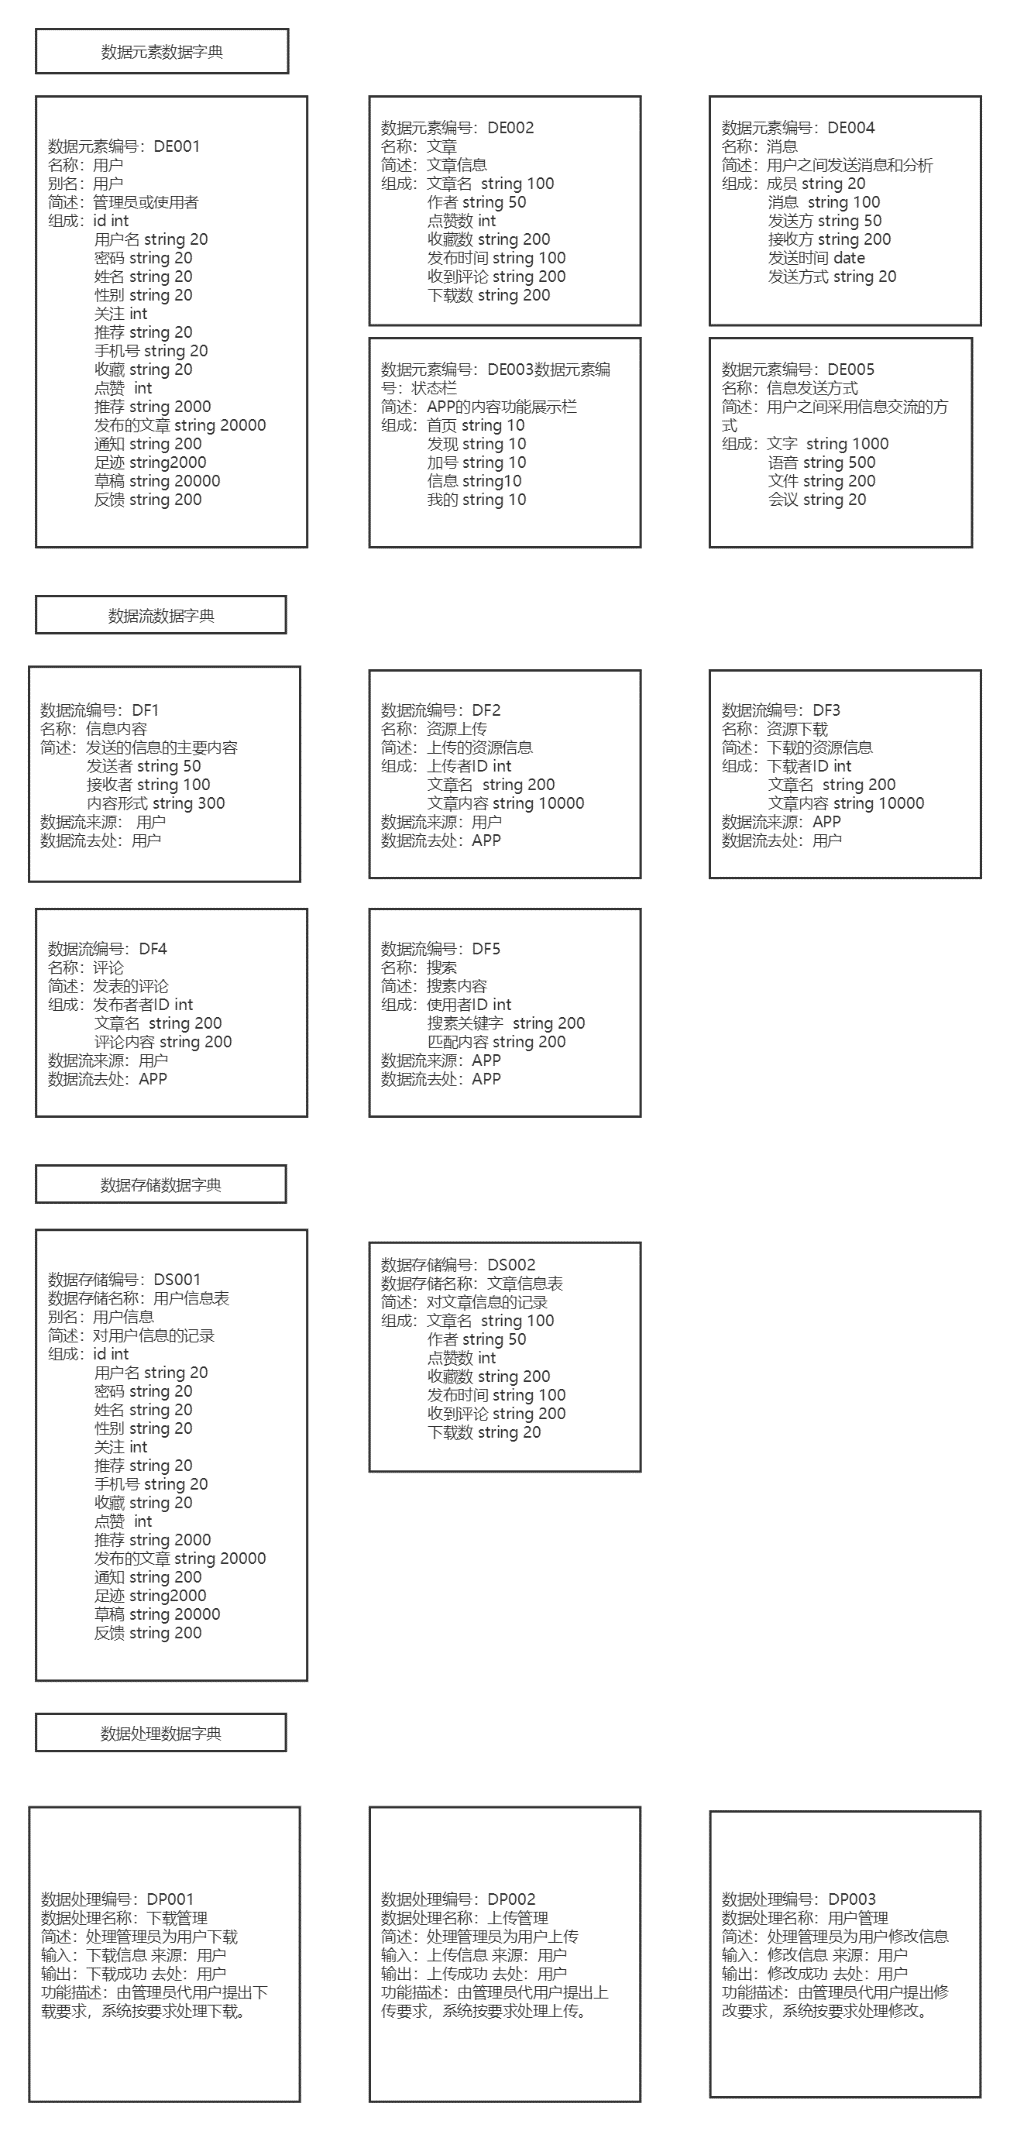 数据元素数据字典
数据元素编号：DE001
名称：用户
别名：用户
简述：管理员或使用者
组成：id int
用户名 string 20
密码 string 20
姓名 string 20
性别 string 20
关注 int
推荐 string 20
手机号 string 20
收藏 string 20
点赞  int
推荐 string 2000
发布的文章 string 20000
通知 string 200
足迹 string2000
草稿 string 20000
反馈 string 200
数据元素编号：DE002
名称：文章
简述：文章信息
组成：文章名  string 100
作者 string 50
点赞数 int
收藏数 string 200
发布时间 string 100
收到评论 string 200
下载数 string 200
数据元素编号：DE004
名称：消息
简述：用户之间发送消息和分析
组成：成员 string 20
消息  string 100
发送方 string 50
接收方 string 200
发送时间 date
发送方式 string 20
数据元素编号：DE003数据元素编
号：状态栏
简述：APP的内容功能展示栏
组成：首页 string 10
发现 string 10
加号 string 10
信息 string10
我的 string 10
数据元素编号：DE005
名称：信息发送方式
简述：用户之间采用信息交流的方
式
组成：文字  string 1000
语音 string 500
文件 string 200
会议 string 20
数据流数据字典
数据流编号：DF1
名称：信息内容
简述：发送的信息的主要内容
发送者 string 50
接收者 string 100
内容形式 string 300
数据流来源： 用户
数据流去处：用户
数据流编号：DF2
名称：资源上传
简述：上传的资源信息
组成：上传者ID int
文章名  string 200
文章内容 string 10000
数据流来源：用户
数据流去处：APP
数据流编号：DF3
名称：资源下载
简述：下载的资源信息
组成：下载者ID int
文章名  string 200
文章内容 string 10000
数据流来源：APP
数据流去处：用户
数据流编号：DF4
名称：评论
简述：发表的评论
组成：发布者者ID int
文章名  string 200
评论内容 string 200
数据流来源：用户
数据流去处：APP
数据流编号：DF5
名称：搜索
简述：搜素内容
组成：使用者ID int
搜素关键字  string 200
匹配内容 string 200
数据流来源：APP
数据流去处：APP
数据存储数据字典
数据存储编号：DS001
数据存储名称：用户信息表
别名：用户信息
简述：对用户信息的记录
组成：id int
用户名 string 20
密码 string 20
姓名 string 20
性别 string 20
关注 int
推荐 string 20
手机号 string 20
收藏 string 20
点赞  int
推荐 string 2000
发布的文章 string 20000
通知 string 200
足迹 string2000
草稿 string 20000
反馈 string 200
数据存储编号：DS002
数据存储名称：文章信息表
简述：对文章信息的记录
组成：文章名  string 100
作者 string 50
点赞数 int
收藏数 string 200
发布时间 string 100
收到评论 string 200
下载数 string 20
数据处理数据字典
数据处理编号：DP001
数据处理名称：下载管理
简述：处理管理员为用户下载
输入：下载信息 来源：用户
输出：下载成功 去处：用户
功能描述：由管理员代用户提出下
载要求，系统按要求处理下载。
数据处理编号：DP002
数据处理名称：上传管理
简述：处理管理员为用户上传
输入：上传信息 来源：用户
输出：上传成功 去处：用户
功能描述：由管理员代用户提出上
传要求，系统按要求处理上传。
数据处理编号：DP003
数据处理名称：用户管理
简述：处理管理员为用户修改信息
输入：修改信息 来源：用户
输出：修改成功 去处：用户
功能描述：由管理员代用户提出修
改要求，系统按要求处理修改。